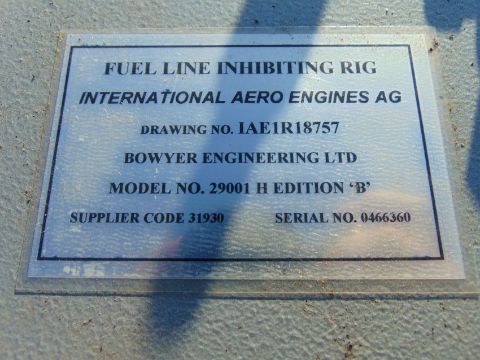 FUEL LINE INHIBITING RIG
INTERNATIONAL AERO ENGINES AG
DRAWING NO. IAE1R18757
BOWYER ENGINEERING LTD
MODEL NO. 29001 H EDITION ‘B’
SUPPLIER CODE 31930 SERIAL NO. 0466360